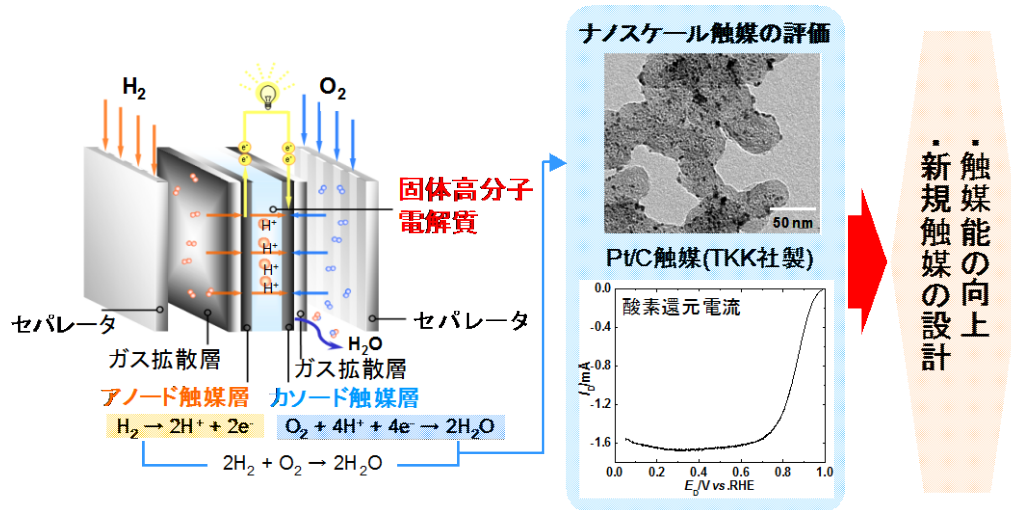 H₂
O₂
e⁻
e⁻
e⁻
e⁻
H⁺
H⁺
H⁺
H⁺
固体高分子
電解質
セパレータ
セパレータ
ガス拡散層
H₂O
ガス拡散層
アノード触媒層
カソード触媒層
H₂ → 2H⁺ + 2e⁻
O₂ + 4H⁺ + 4e⁻ → 2H₂O
2H₂ + O₂ → 2H₂O
ナノスケール触媒の評価
50 nm
Pt/C触媒(TKK社製)
酸素還元電流
0.0
-0.4
-0.8
-1.2
-1.6
I_D/mA
0.0 0.2 0.4 0.6 0.8 1.0
E_D/V vs.RHE
・触媒能の向上
・新規触媒の設計